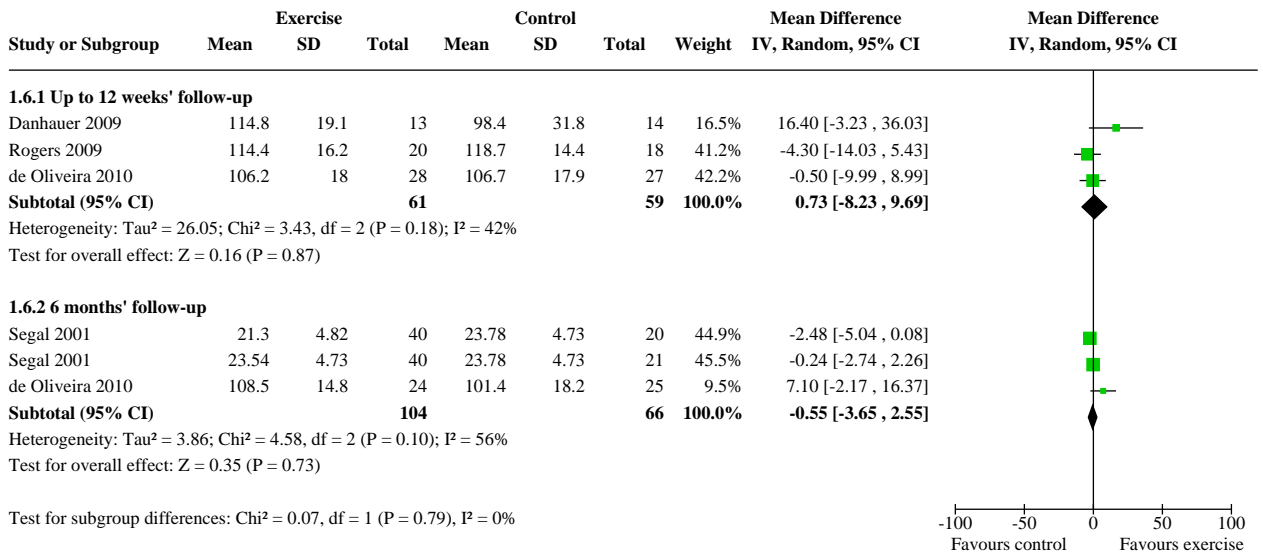 Exercise Control Mean Difference Mean Difference
Study or Subgroup Mean SD Total Mean SD Total Weight IV, Random, 95% CI IV, Random, 95% CI
1.6.1 Up to 12 weeks' follow-up
Danhauer 2009 114.8 19.1 13 98.4 31.8 14 16.5% 16.40 [-3.23 , 36.03]
Rogers 2009 114.4 16.2 20 118.7 14.4 18 41.2% -4.30 [-14.03 , 5.43]
de Oliveira 2010 106.2 18 28 106.7 17.9 27 42.2% -0.50 [-9.99 , 8.99]
Subtotal (95% CI) 61 59 100.0% 0.73 [-8.23 , 9.69]
Heterogeneity: Tau² = 26.05; Chi² = 3.43, df = 2 (P = 0.18); I² = 42%
Test for overall effect: Z = 0.16 (P = 0.87)
1.6.2 6 months' follow-up
Segal 2001 21.3 4.82 40 23.78 4.73 20 44.9% -2.48 [-5.04 , 0.08]
Segal 2001 23.54 4.73 40 23.78 4.73 21 45.5% -0.24 [-2.74 , 2.26]
de Oliveira 2010 108.5 14.8 24 101.4 18.2 25 9.5% 7.10 [-2.17 , 16.37]
Subtotal (95% CI) 104 66 100.0% -0.55 [-3.65 , 2.55]
Heterogeneity: Tau² = 3.86; Chi² = 4.58, df = 2 (P = 0.10); I² = 56%
Test for overall effect: Z = 0.35 (P = 0.73)
Test for subgroup differences: Chi² = 0.07, df = 1 (P = 0.79), I² = 0%
-100 -50 0 50 100
Favours control Favours exercise